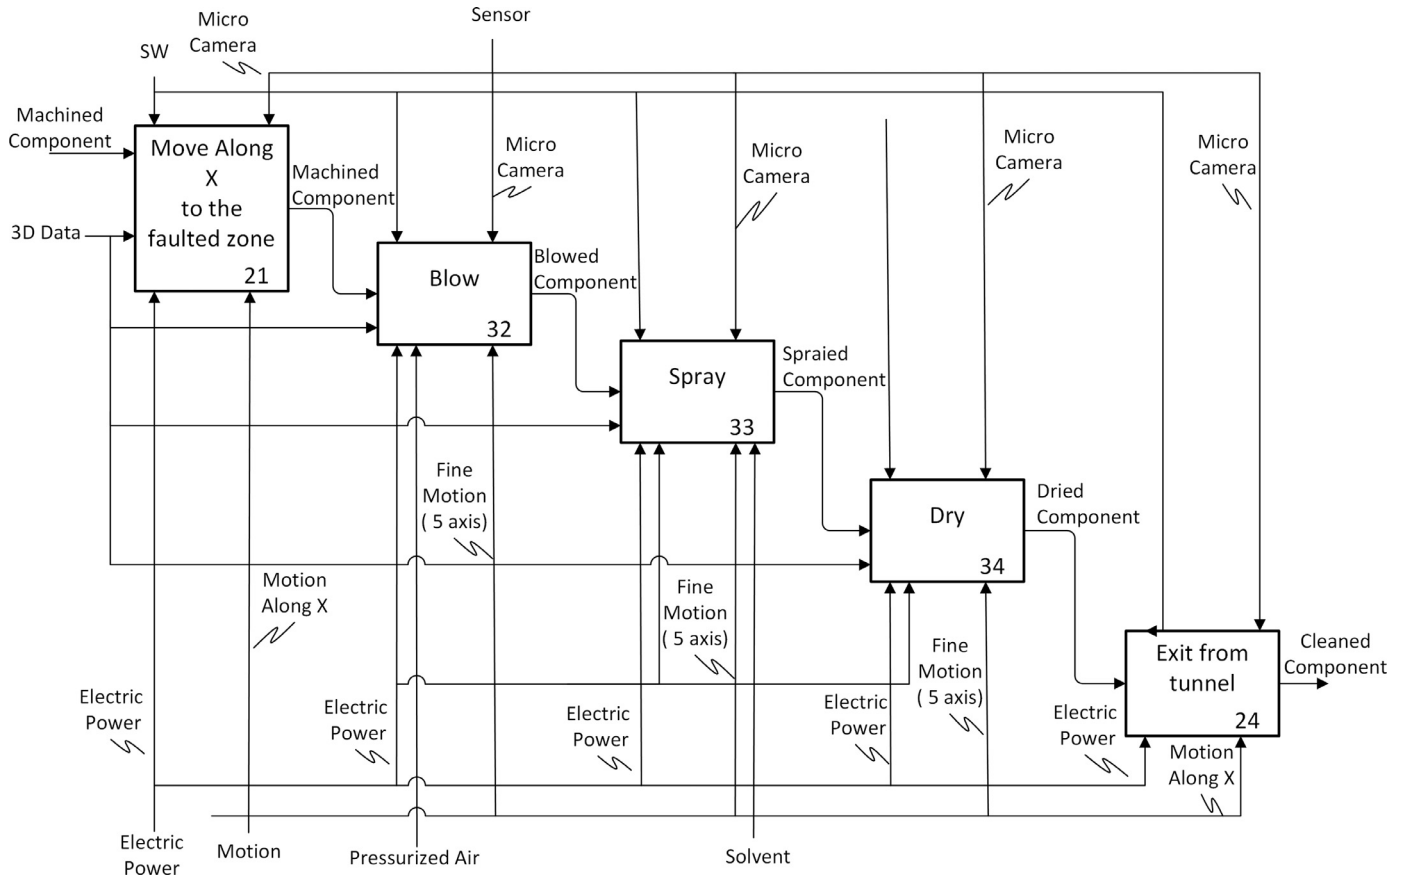 Sensor
Micro
Camera
SW
Machined
Component
Move Along
X
to the
faulted zone
21
3D Data
Machined
Component
Micro
Camera
Micro
Camera
Micro
Camera
Micro
Camera
Blow
32
Blowed
Component
Spray
33
Spraied
Component
Fine
Motion
( 5 axis)
Dry
34
Dried
Component
Motion
Along X
Fine
Motion
( 5 axis)
Fine
Motion
( 5 axis)
Exit from
tunnel
24
Cleaned
Component
Electric
Power
Electric
Power
Electric
Power
Electric
Power
Electric
Power
Motion
Along X
Electric
Power
Motion
Pressurized Air
Solvent